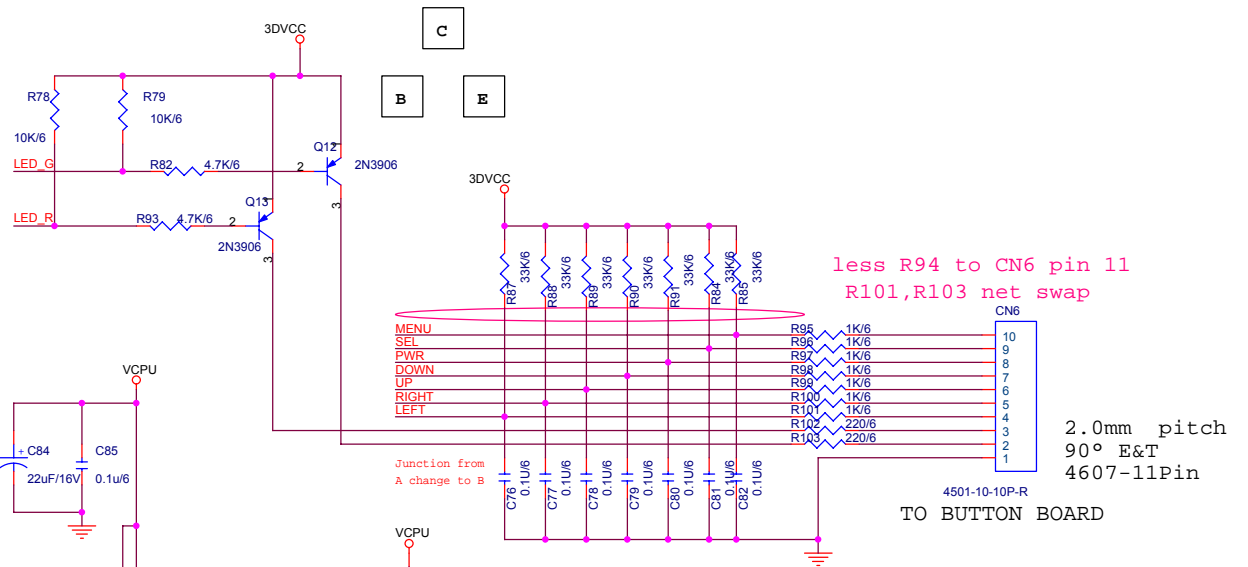 C
3DVCC
B
E
R78
R79
10K/6
10K/6
Q12
2N3906
1
2
3
LED_G
R82
4.7K/6
Q13
1
2
3
LED_R
R93
4.7K/6
2N3906
3DVCC
R87
33K/6
R88
33K/6
R89
33K/6
R90
33K/6
R91
33K/6
R84
33K/6
R85
33K/6
less R94 to CN6 pin 11
R101,R103 net swap
CN6
MENU
R95
1K/6
10
SEL
R96
1K/6
9
PWR
R97
1K/6
8
DOWN
R98
1K/6
7
UP
R99
1K/6
6
RIGHT
R100
1K/6
5
LEFT
R101
1K/6
4
R102
220/6
3
R103
220/6
2
1
2.0mm pitch
90° E&T
4607-11Pin
4501-10-10P-R
TO BUTTON BOARD
VCPU
+
C84
22uF/16V
C85
0.1u/6
Junction from
A change to B
C76
0.1U/6
C77
0.1U/6
C78
0.1U/6
C79
0.1U/6
C80
0.1U/6
C81
0.1U/6
C82
0.1U/6
VCPU